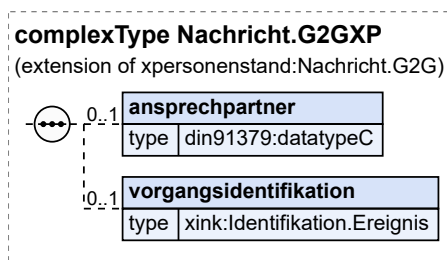 complexType Nachricht.G2GXP
(extension of xpersonenstand:Nachricht.G2G)
0..1 ansprechpartner
type din91379:datatypeC
0..1 vorgangsidentifikation
type xink:Identifikation.Ereignis